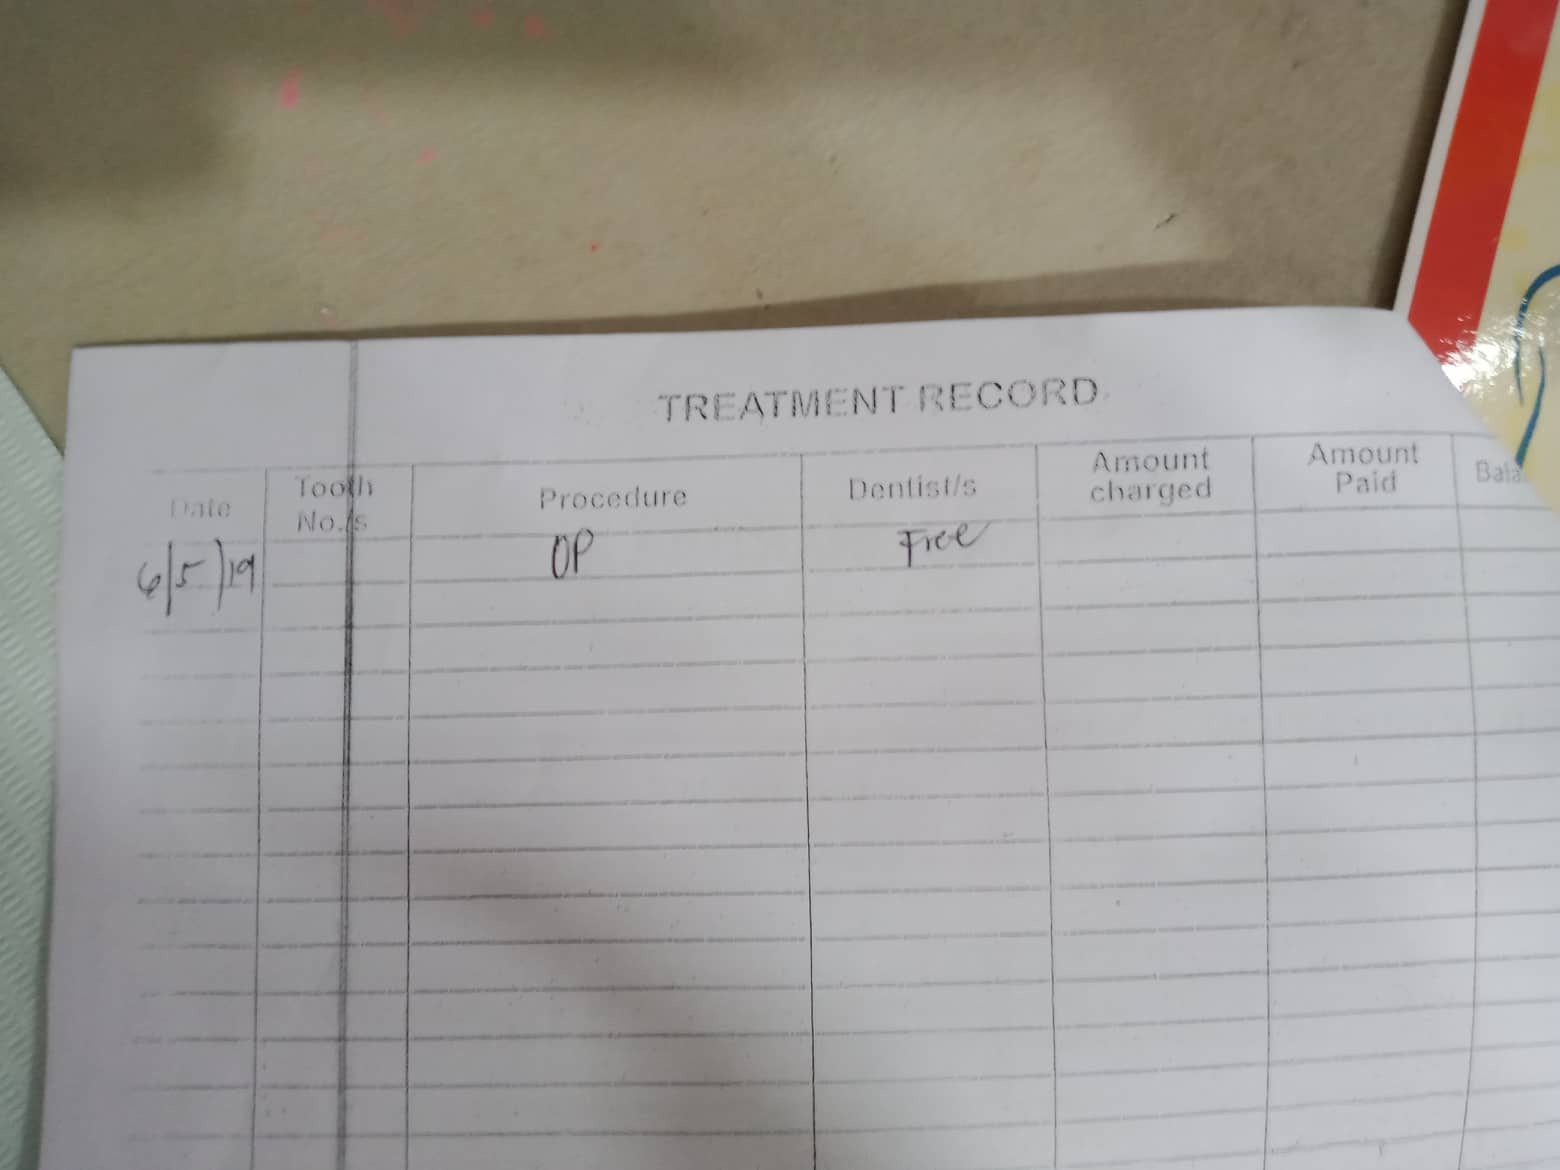 TREATMENT RECORD
Date Tooth No./s Procedure Dentist/s Amount charged Amount Paid
6/5/19 OP Free